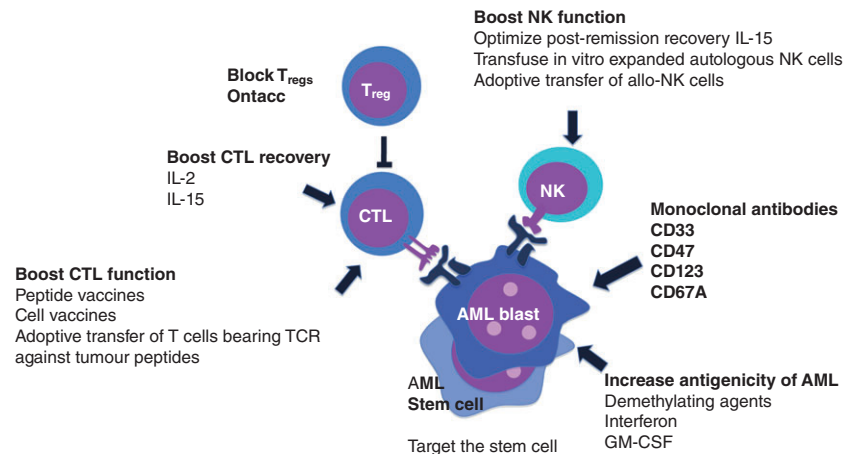 Boost NK function
Optimize post-remission recovery IL-15
Transfuse in vitro expanded autologous NK cells
Adoptive transfer of allo-NK cells
Block Tregs
Ontacc
Treg
Boost CTL recovery
IL-2
IL-15
CTL
NK
Monoclonal antibodies
CD33
CD47
CD123
CD67A
Boost CTL function
Peptide vaccines
Cell vaccines
Adoptive transfer of T cells bearing TCR
against tumour peptides
AML blast
AML
Stem cell
Target the stem cell
Increase antigenicity of AML
Demethylating agents
Interferon
GM-CSF